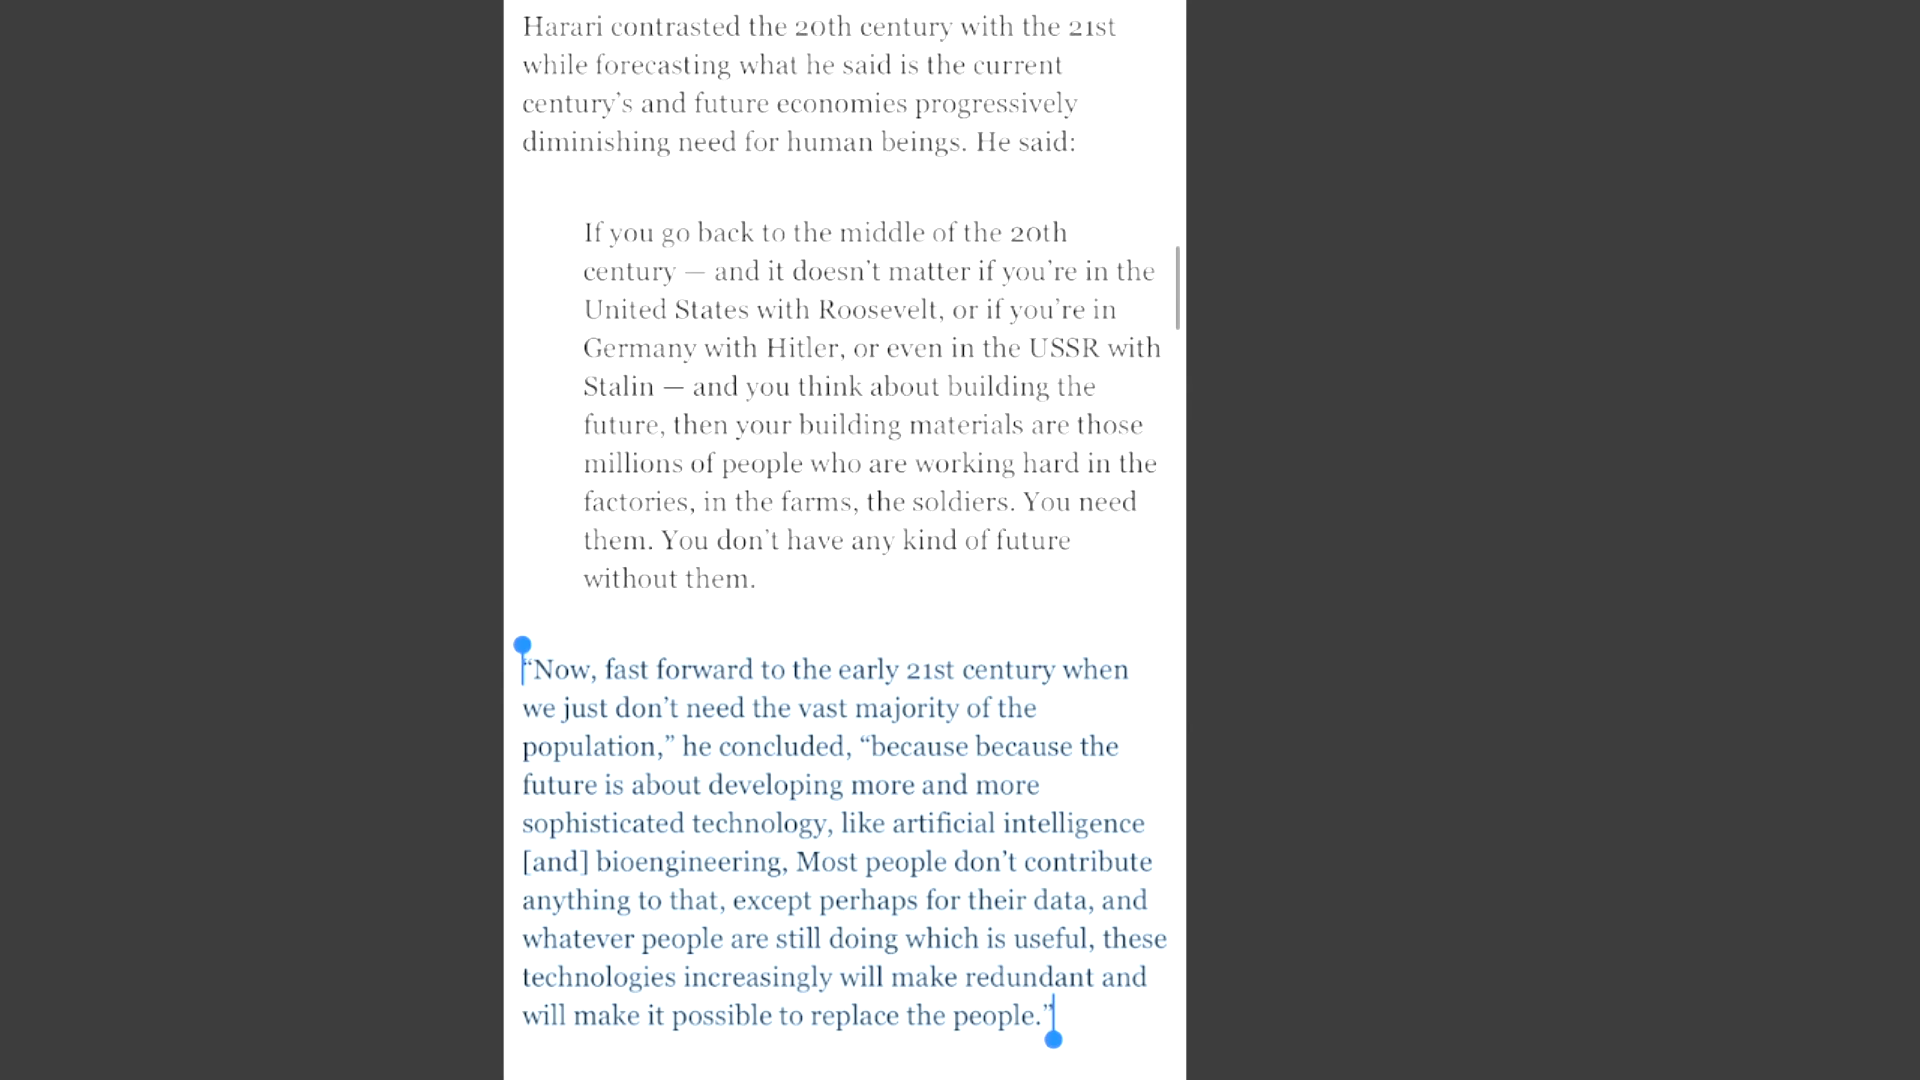 Harari contrasted the 20th century with the 21st
while forecasting what he said is the current
century’s and future economies progressively
diminishing need for human beings. He said:
If you go back to the middle of the 20th
century — and it doesn’t matter if you’re in the
United States with Roosevelt, or if you’re in
Germany with Hitler, or even in the USSR with
Stalin — and you think about building the
future, then your building materials are those
millions of people who are working hard in the
factories, in the farms, the soldiers. You need
them. You don’t have any kind of future
without them.
“Now, fast forward to the early 21st century when
we just don’t need the vast majority of the
population,” he concluded, “because because the
future is about developing more and more
sophisticated technology, like artificial intelligence
[and] bioengineering, Most people don’t contribute
anything to that, except perhaps for their data, and
whatever people are still doing which is useful, these
technologies increasingly will make redundant and
will make it possible to replace the people.”